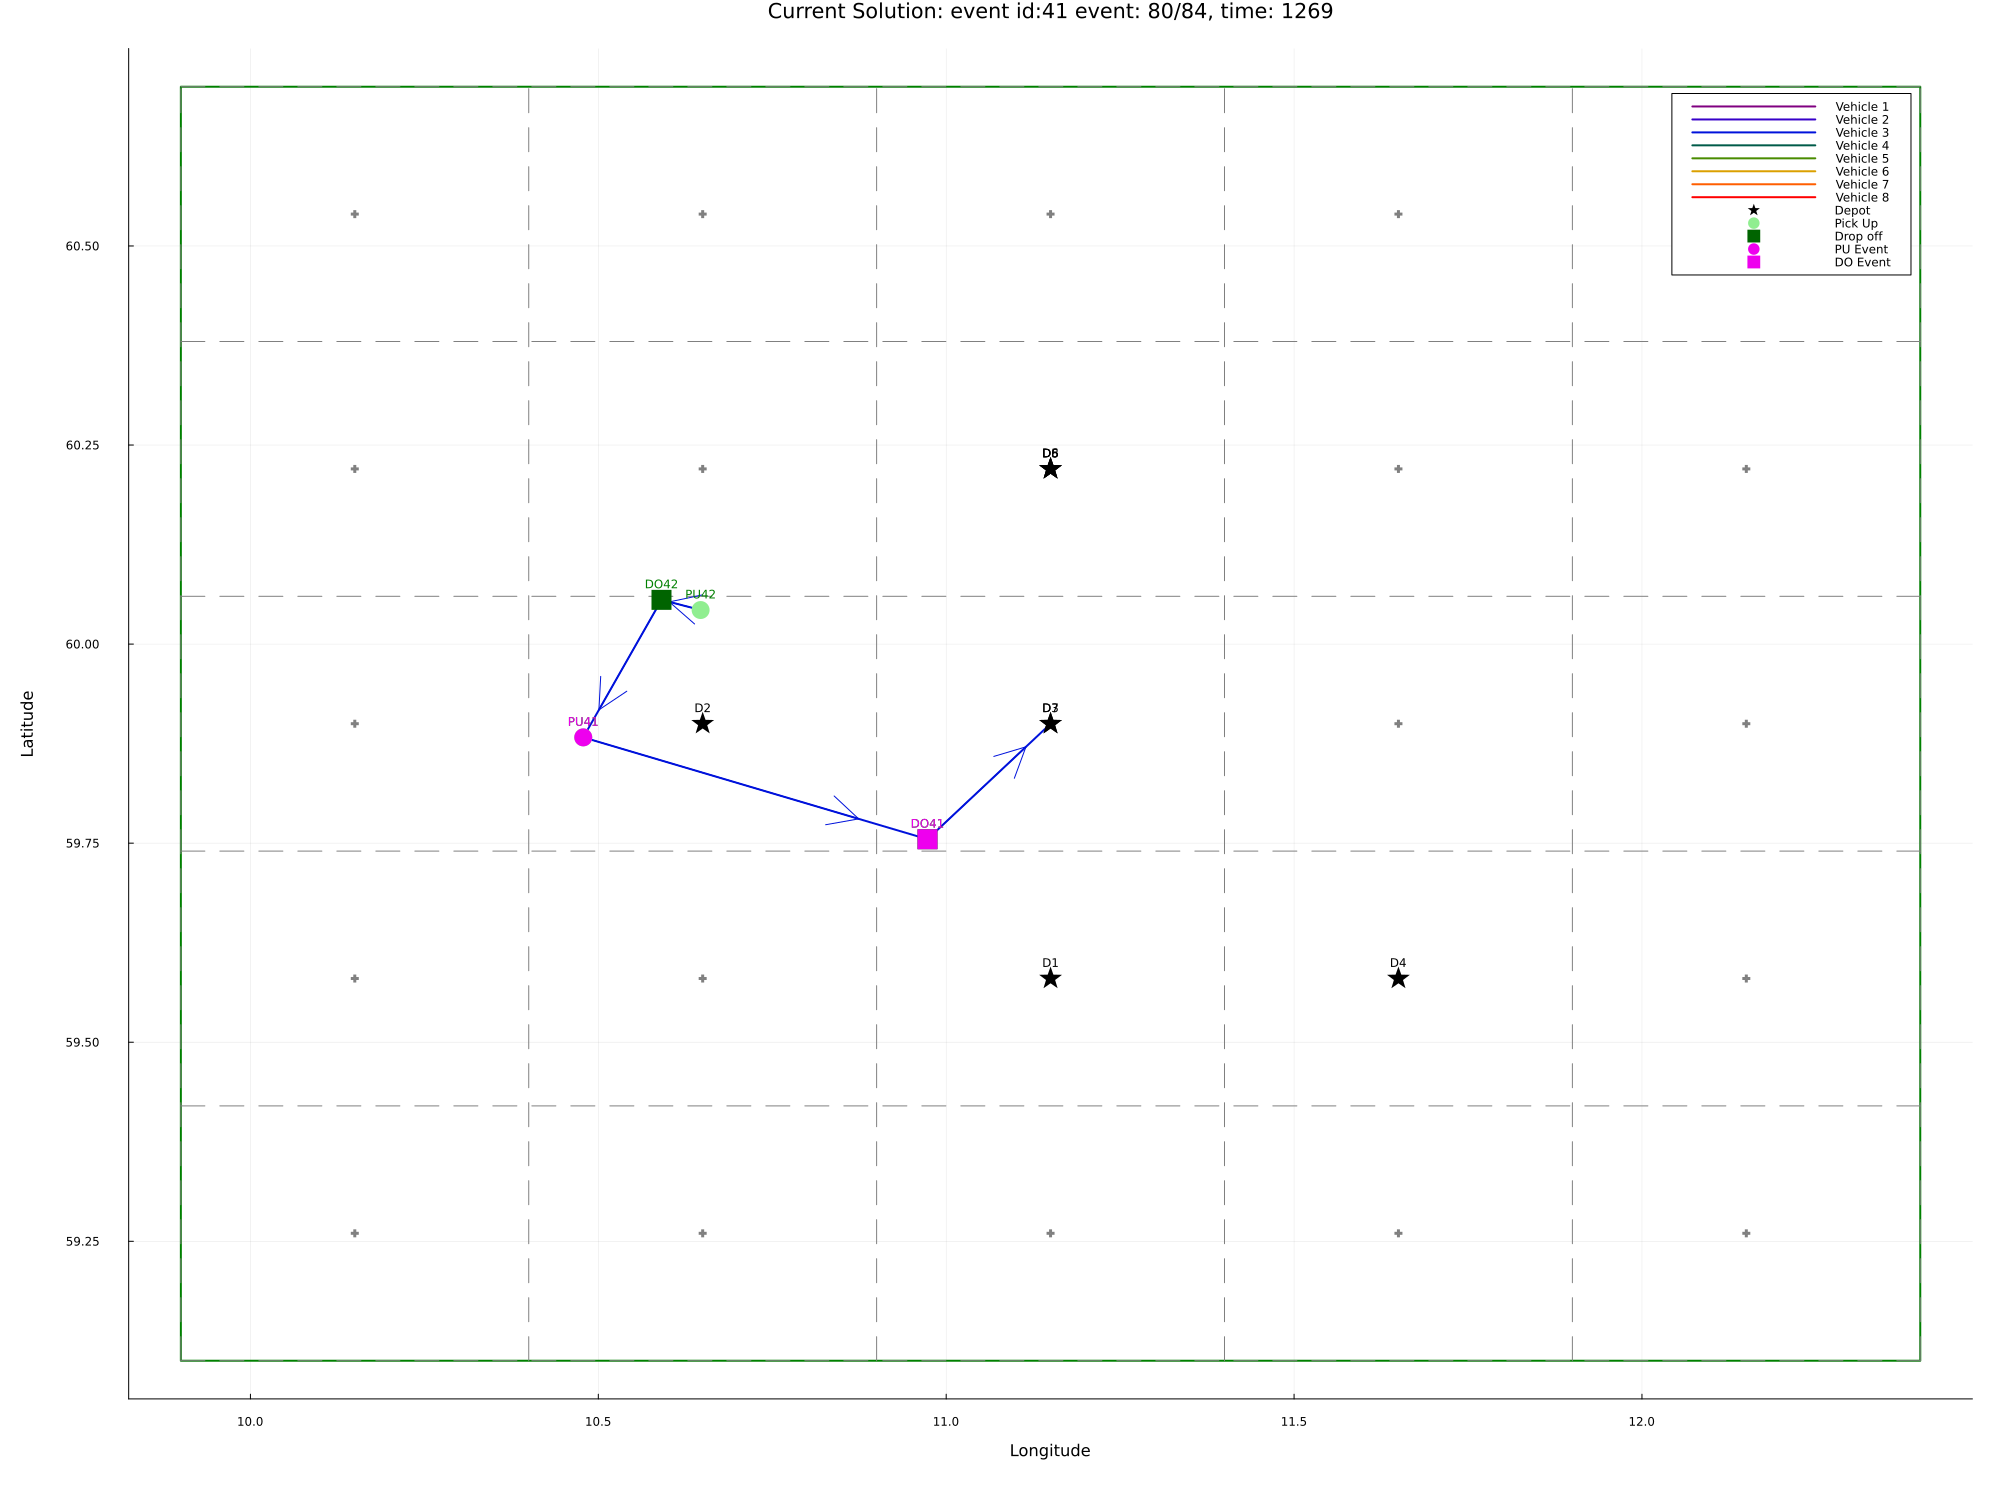 Current Solution: event id:41 event: 80/84, time: 1269
Vehicle 1
Vehicle 2
Vehicle 3
Vehicle 4
Vehicle 5
Vehicle 6
Vehicle 7
Vehicle 8
Depot
Pick Up
Drop off
PU Event
DO Event
60.50
60.25
60.00
59.75
59.50
59.25
Latitude
DO42
PU42
PU41
D2
DO41
D1
D4
10.0
10.5
11.0
11.5
12.0
Longitude